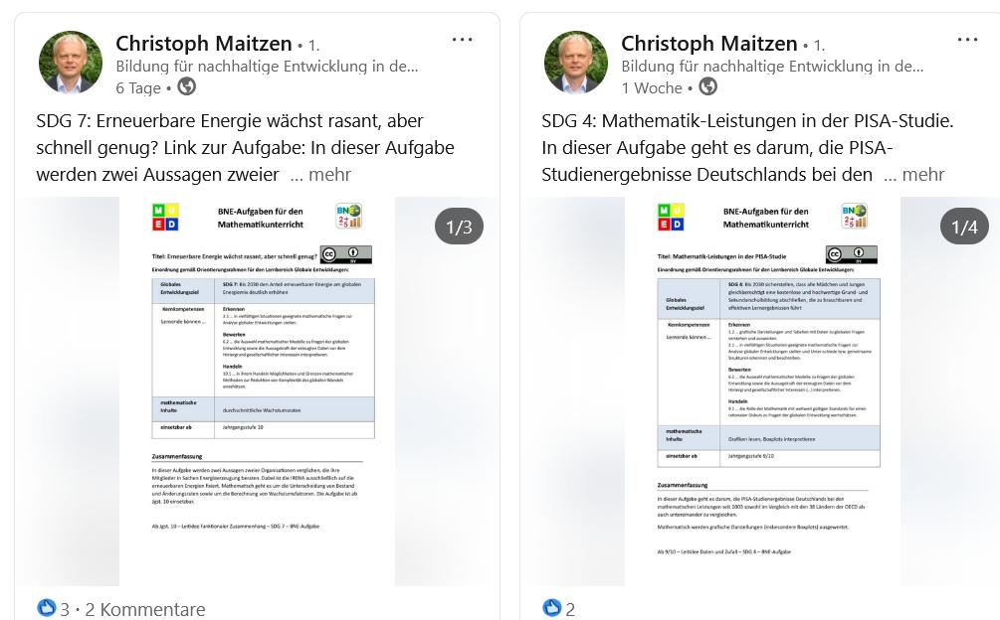 Christoph Maitzen • 1.
Bildung für nachhaltige Entwicklung in de...
6 Tage •
SDG 7: Erneuerbare Energie wächst rasant, aber
schnell genug? Link zur Aufgabe: In dieser Aufgabe
werden zwei Aussagen zweier ... mehr
M U
E D
BNE-Aufgaben für den
Mathematikunterricht
BNE
1/3
Titel: Erneuerbare Energie wächst rasant, aber schnell genug?
cc
BY
Einordnung gemäß Orientierungsrahmen für den Lernbereich Globale Entwicklungen:
Globales
Entwicklungsziel
SDG 7: Bis 2030 den Anteil erneuerbarer Energie am globalen
Energiemix deutlich erhöhen
Kernkompetenzen
Lernende können ...
Erkennen
2.1 ... in vielfältigen Situationen geeignete mathematische Fragen zur
Analyse globaler Entwicklungen stellen.
Bewerten
6.2 ... die Auswahl mathematischer Modelle zu Fragen der globalen
Entwicklung sowie die Aussagekraft der erzeugten Daten vor dem
Hintergrund gesellschaftlicher Interessen interpretieren.
Handeln
10.1 ... in ihrem Handeln Möglichkeiten und Grenzen mathematischer
Methoden zur Reduktion von Komplexität des globalen Wandels
einschätzen.
mathematische
Inhalte
durchschnittliche Wachstumsraten
einsetzbar ab
Jahrgangsstufe 10
Zusammenfassung
In dieser Aufgabe werden zwei Aussagen zweier Organisationen verglichen, die ihre
Mitglieder in Sachen Energieerzeugung beraten. Dabei ist die IRENA ausschließlich auf die
erneuerbaren Energien fixiert. Mathematisch geht es um die Unterscheidung von Bestand
und Änderungsraten sowie um die Berechnung von Wachstumsfaktoren. Die Aufgabe ist ab
Jgst. 10 einsetzbar.
Ab Jgst. 10 – Leitidee funktionaler Zusammenhang – SDG 7 – BNE-Aufgabe
3 · 2 Kommentare
Christoph Maitzen • 1.
Bildung für nachhaltige Entwicklung in de...
1 Woche •
SDG 4: Mathematik-Leistungen in der PISA-Studie.
In dieser Aufgabe geht es darum, die PISA-
Studienergebnisse Deutschlands bei den ... mehr
M U
E D
BNE-Aufgaben für den
Mathematikunterricht
BNE
1/4
Titel: Mathematik-Leistungen in der PISA-Studie
cc
BY
Einordnung gemäß Orientierungsrahmen für den Lernbereich Globale Entwicklungen:
Globales
Entwicklungsziel
SDG 4: Bis 2030 sicherstellen, dass alle Mädchen und Jungen
gleichberechtigt eine kostenlose und hochwertige Grund- und
Sekundarschulbildung abschließen, die zu brauchbaren und
effektiven Lernergebnissen führt
Kernkompetenzen
Lernende können ...
Erkennen
1.2 ... grafische Darstellungen und Tabellen mit Daten zu globalen Fragen
verstehen und auswerten.
2.1 ... in vielfältigen Situationen geeignete mathematische Fragen zur
Analyse globaler Entwicklungen stellen und Unterschiede bzw. gemeinsame
Strukturen erkennen und beschreiben.
Bewerten
6.2 ... die Auswahl mathematischer Modelle zu Fragen der globalen
Entwicklung sowie die Aussagekraft der erzeugten Daten vor dem
Hintergrund gesellschaftlicher Interessen (...) interpretieren.
Handeln
9.1 ... die Rolle der Mathematik mit weltweit gültigen Standards für einen
rationalen Diskurs zu Fragen der globalen Entwicklung wertschätzen.
mathematische
Inhalte
Grafiken lesen, Boxplots interpretieren
einsetzbar ab
Jahrgangsstufe 9/10
Zusammenfassung
In dieser Aufgabe geht es darum, die PISA-Studienergebnisse Deutschlands bei den
mathematischen Leistungen seit 2003 sowohl im Vergleich mit den 38 Ländern der OECD als
auch untereinander zu vergleichen.
Mathematisch werden grafische Darstellungen (insbesondere Boxplots) ausgewertet.
Ab 9/10 – Leitidee Daten und Zufall – SDG 4 – BNE-Aufgabe
2